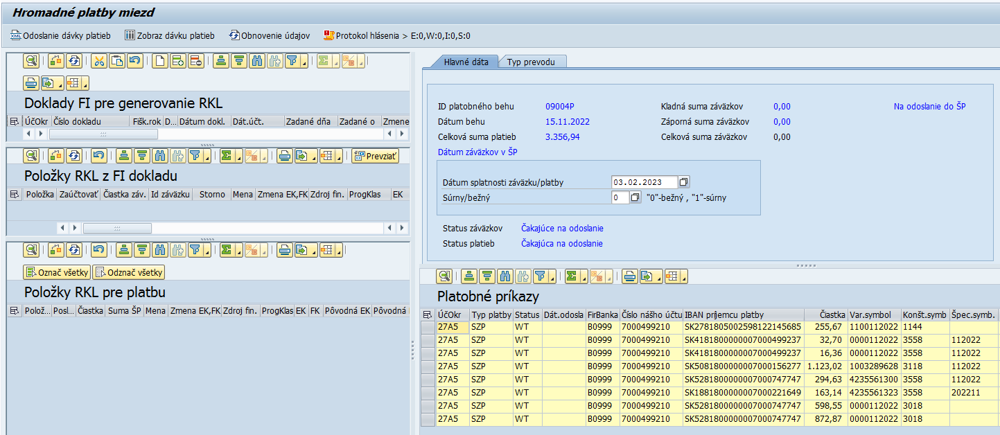 Hromadné platby miezd
Odoslanie dávky platieb Zobraz dávku platieb Obnovenie údajov Protokol hlásenia > E:0,W:0,I:0,S:0
Doklady FI pre generovanie RKL
ÚčOkr Číslo dokladu Fišk.rok D... Dátum dokl. Dát.účt. Zadané dňa Zadané o Zmene
Prevziať
Položky RKL z FI dokladu
Položka Zaúčtovať Čiastka záv. Id záväzku Storno Mena Zmena EK,FK Zdroj fin. ProgKlas EK
Označ všetky Odznač všetky
Položky RKL pre platbu
Polož... Posl... Čiastka Suma ŠP Mena Zmena EK,FK Zdroj fin. ProgKlas EK FK Pôvodná EK Pôvodná
Hlavné dáta Typ prevodu
ID platobného behu 09004P Kladná suma záväzkov 0,00 Na odoslanie do ŠP
Dátum behu 15.11.2022 Záporná suma záväzkov 0,00
Celková suma platieb 3.356,94 Celková suma záväzkov 0,00
Dátum záväzkov v ŠP
Dátum splatnosti záväzku/platby 03.02.2023
Súrny/bežný 0 "0"-bežný , "1"-súrny
Status záväzkov Čakajúce na odoslanie
Status platieb Čakajúca na odoslanie
Platobné príkazy
ÚčOkr Typ platby Status Dát.odosla FirBanka Číslo nášho účtu IBAN príjemcu platby Čiastka Var.symbol Konšt.symb Špec.symb.
27A5 SZP WT B0999 7000499210 SK2781805002598122145685 255,67 1100112022 1144
27A5 SZP WT B0999 7000499210 SK4181800000007000499237 32,70 0000112022 3558 112022
27A5 SZP WT B0999 7000499210 SK4181800000007000499237 16,36 0000112022 3558 112022
27A5 SZP WT B0999 7000499210 SK5081800000007000156277 1.123,02 1003289628 3118 112022
27A5 SZP WT B0999 7000499210 SK5281800000007000747747 294,63 4235561300 3558 112022
27A5 SZP WT B0999 7000499210 SK1881800000007000221649 163,14 4235561323 3558 202211
27A5 SZP WT B0999 7000499210 SK5281800000007000747747 598,55 0000112022 3018
27A5 SZP WT B0999 7000499210 SK5281800000007000747747 872,87 0000112022 3018